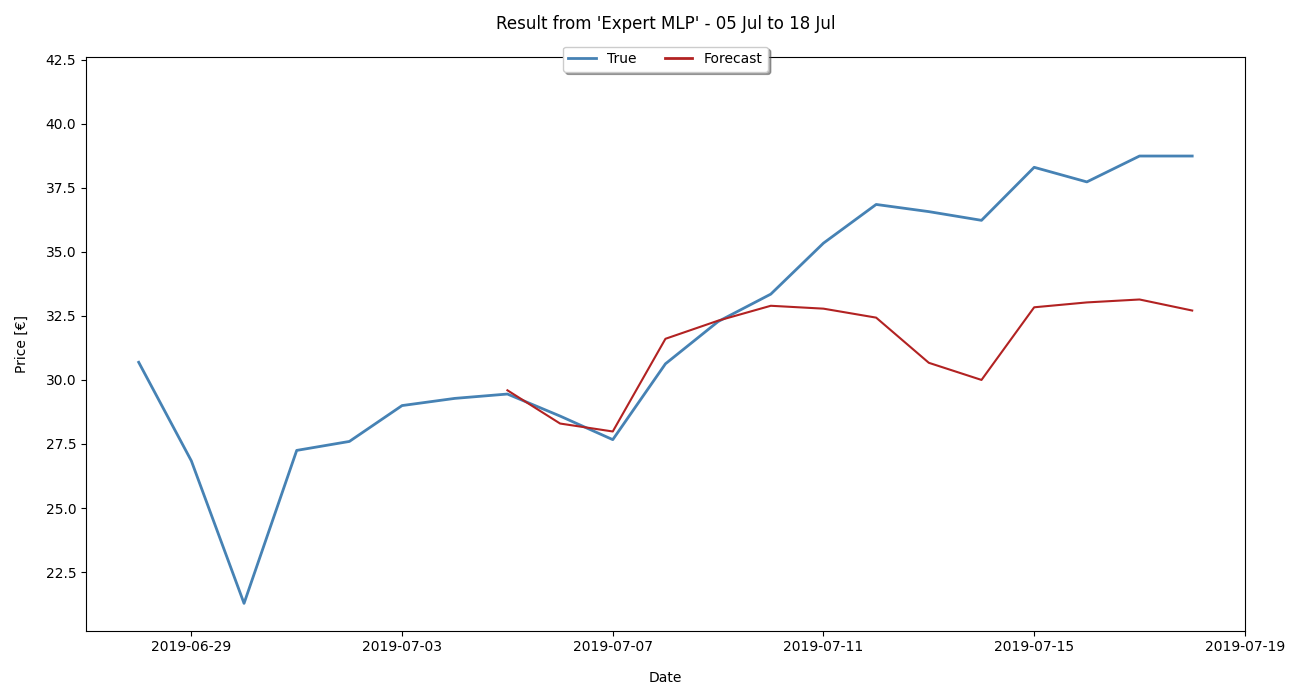 Result from 'Expert MLP' - 05 Jul to 18 Jul
True Forecast
42.5
40.0
37.5
35.0
32.5
30.0
27.5
25.0
22.5
Price [€]
2019-06-29 2019-07-03 2019-07-07 2019-07-11 2019-07-15 2019-07-19
Date